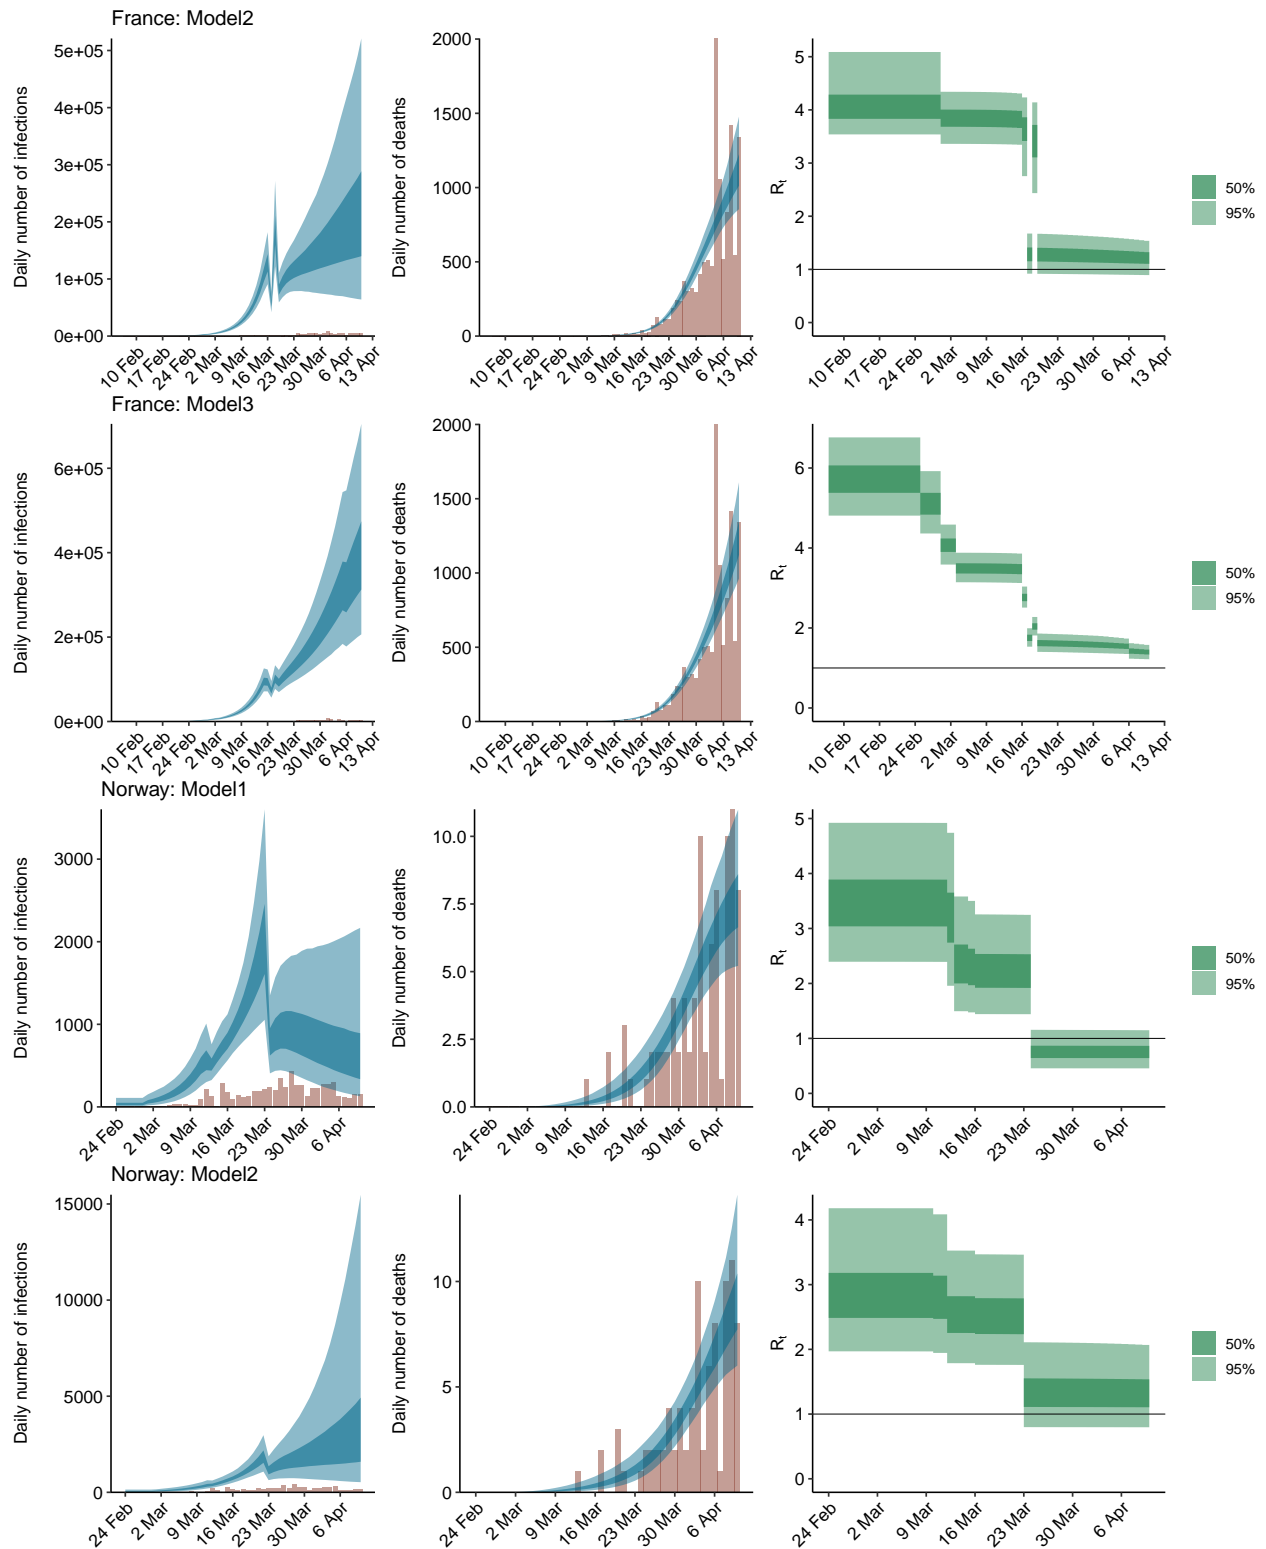 France: Model2
Daily number of infections
5e+05
4e+05
3e+05
2e+05
1e+05
0e+00
10 Feb
17 Feb
24 Feb
2 Mar
9 Mar
16 Mar
23 Mar
30 Mar
6 Apr
13 Apr
Daily number of deaths
2000
1500
1000
500
0
10 Feb
17 Feb
24 Feb
2 Mar
9 Mar
16 Mar
23 Mar
30 Mar
6 Apr
13 Apr
Rt
5
4
3
2
1
0
10 Feb
17 Feb
24 Feb
2 Mar
9 Mar
16 Mar
23 Mar
30 Mar
6 Apr
13 Apr
50%
95%
France: Model3
Daily number of infections
6e+05
4e+05
2e+05
0e+00
10 Feb
17 Feb
24 Feb
2 Mar
9 Mar
16 Mar
23 Mar
30 Mar
6 Apr
13 Apr
Daily number of deaths
2000
1500
1000
500
0
10 Feb
17 Feb
24 Feb
2 Mar
9 Mar
16 Mar
23 Mar
30 Mar
6 Apr
13 Apr
Rt
6
4
2
0
10 Feb
17 Feb
24 Feb
2 Mar
9 Mar
16 Mar
23 Mar
30 Mar
6 Apr
13 Apr
50%
95%
Norway: Model1
Daily number of infections
3000
2000
1000
0
24 Feb
2 Mar
9 Mar
16 Mar
23 Mar
30 Mar
6 Apr
Daily number of deaths
10.0
7.5
5.0
2.5
0.0
24 Feb
2 Mar
9 Mar
16 Mar
23 Mar
30 Mar
6 Apr
Rt
5
4
3
2
1
0
24 Feb
2 Mar
9 Mar
16 Mar
23 Mar
30 Mar
6 Apr
50%
95%
Norway: Model2
Daily number of infections
15000
10000
5000
0
24 Feb
2 Mar
9 Mar
16 Mar
23 Mar
30 Mar
6 Apr
Daily number of deaths
10
5
0
24 Feb
2 Mar
9 Mar
16 Mar
23 Mar
30 Mar
6 Apr
Rt
4
3
2
1
0
24 Feb
2 Mar
9 Mar
16 Mar
23 Mar
30 Mar
6 Apr
50%
95%